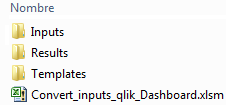 Nombre
Inputs
Results
Templates
Convert_inputs_qlik_Dashboard.xlsm